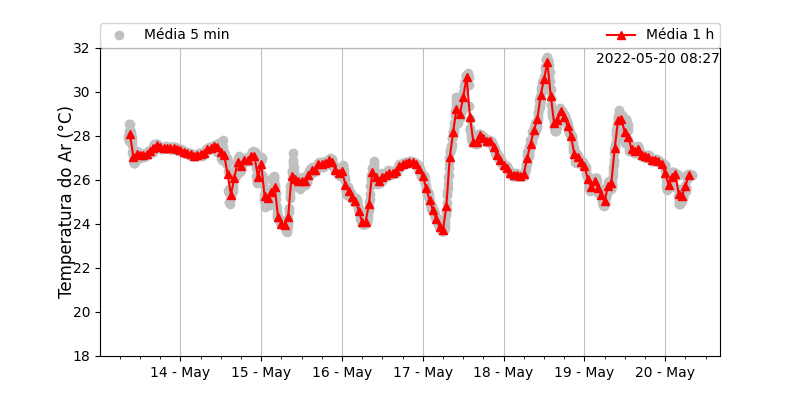 Média 5 min
Média 1 h
2022-05-20 08:27
Temperatura do Ar (°C)
32
30
28
26
24
22
20
18
14 - May
15 - May
16 - May
17 - May
18 - May
19 - May
20 - May